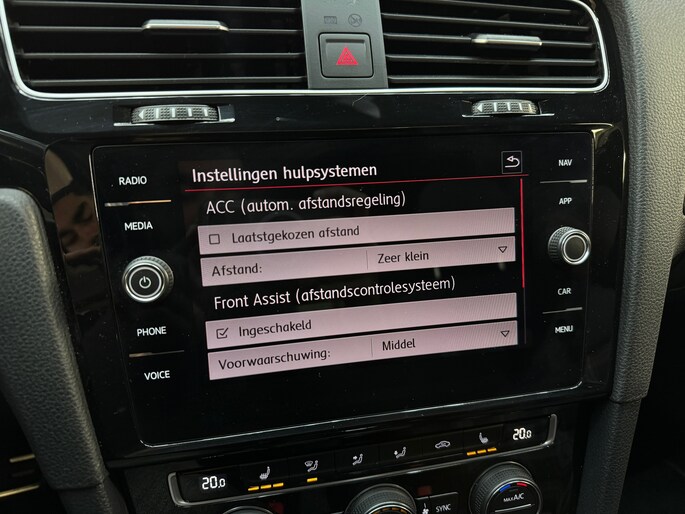 RADIO
MEDIA
PHONE
VOICE
Instellingen hulpsystemen
ACC (autom. afstandsregeling)
Laatstgekozen afstand
Afstand: Zeer klein
Front Assist (afstandscontrolesysteem)
Ingeschakeld
Voorwaarschuwing: Middel
NAV
APP
CAR
MENU
20.0
20.0
SYNC
MAX A/C